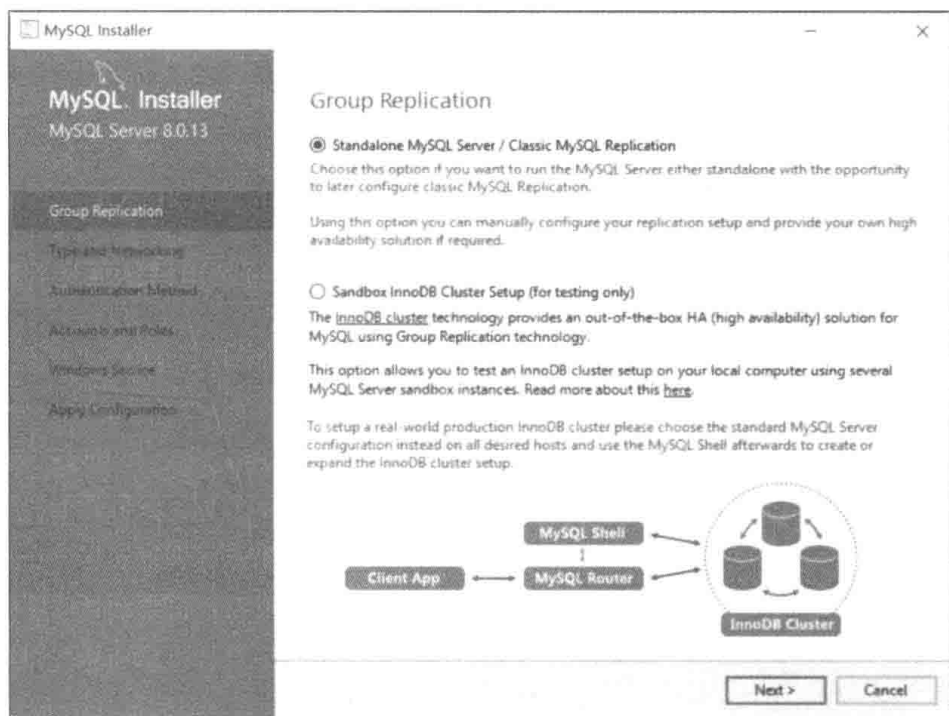 MySQL Installer
MySQL. Installer
MySQL Server 8.0.13
Group Replication
Type and Networking
Authentication Method
Accounts and Roles
Windows Service
Apply Configuration
Group Replication
Standalone MySQL Server / Classic MySQL Replication
Choose this option if you want to run the MySQL Server either standalone with the opportunity
to later configure classic MySQL Replication.
Using this option you can manually configure your replication setup and provide your own high
availability solution if required.
Sandbox InnoDB Cluster Setup (for testing only)
The InnoDB cluster technology provides an out-of-the-box HA (high availability) solution for
MySQL using Group Replication technology.
This option allows you to test an InnoDB cluster setup on your local computer using several
MySQL Server sandbox instances. Read more about this here.
To setup a real-world production InnoDB cluster please choose the standard MySQL Server
configuration instead on all desired hosts and use the MySQL Shell afterwards to create or
expand the InnoDB cluster setup.
MySQL Shell
Client App
MySQL Router
InnoDB Cluster
Next >
Cancel